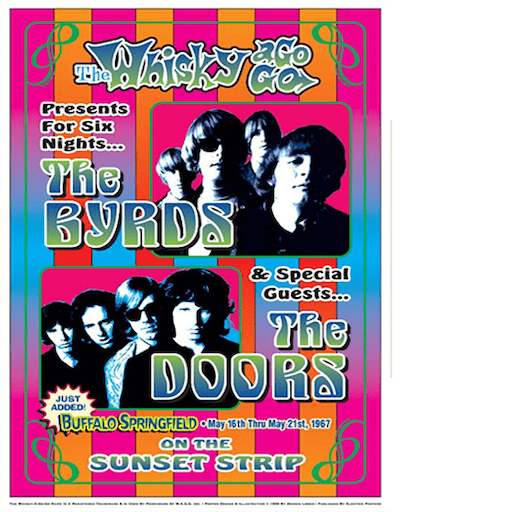 The Whisky aGo Go,
Presents
For Six
Nights...
The
BYRDS
& Special
Guests...
The
DOORS
JUST
ADDED!
BUFFALO SPRINGFIELD • May 16th Thru May 21st, 1967
ON THE
SUNSET STRIP